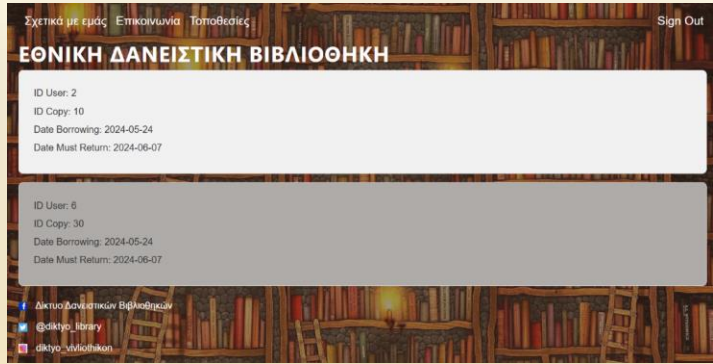 Σχετικά με εμάς Επικοινωνία Τοποθεσίες Sign Out
ΕΘΝΙΚΗ ΔΑΝΕΙΣΤΙΚΗ ΒΙΒΛΙΟΘΗΚΗ
ID User: 2
ID Copy: 10
Date Borrowing: 2024-05-24
Date Must Return: 2024-06-07
ID User: 6
ID Copy: 30
Date Borrowing: 2024-05-24
Date Must Return: 2024-06-07
Δίκτυο Δανειστικών Βιβλιοθηκών
@diktyo_library
diktyo_vivliothikon